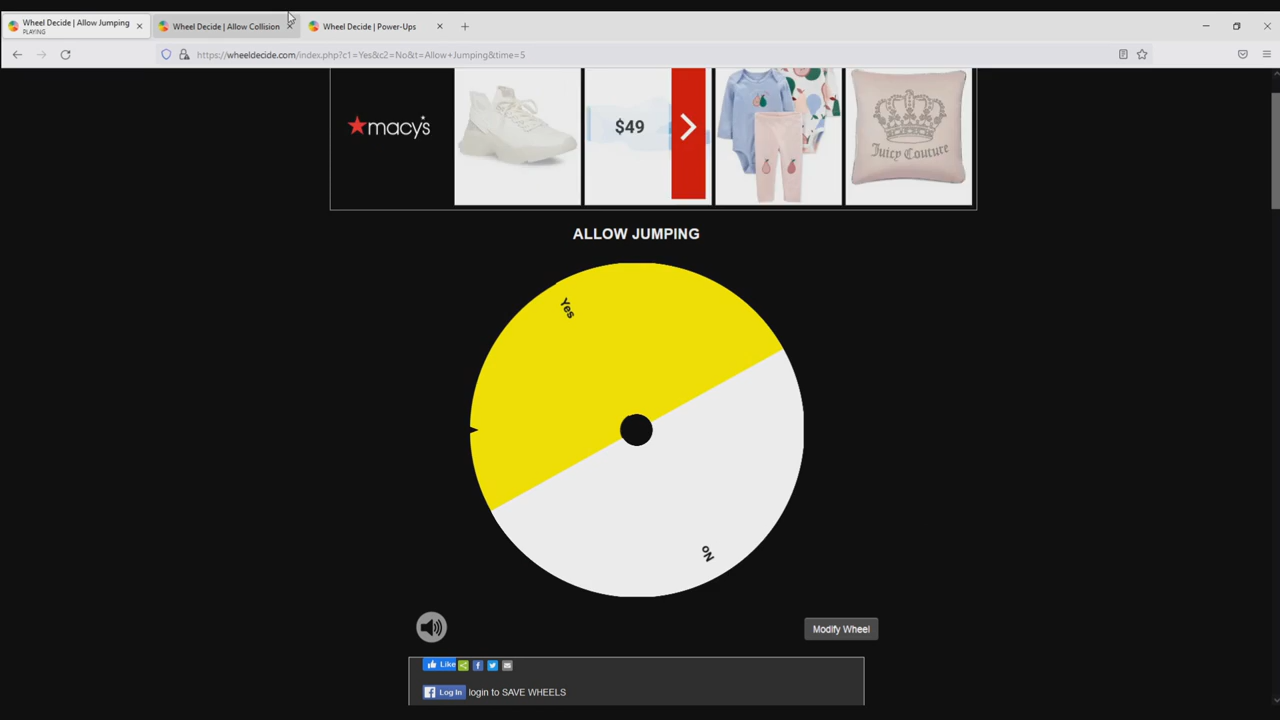 Wheel Decide | Allow Jumping
PLAYING
Wheel Decide | Allow Collision
Wheel Decide | Power-Ups
https://wheeldecide.com/index.php?c1=Yes&c2=No&t=Allow+Jumping&time=5
macy's
$49
Juicy Couture
ALLOW JUMPING
Yes
No
Modify Wheel
Like
Log In login to SAVE WHEELS